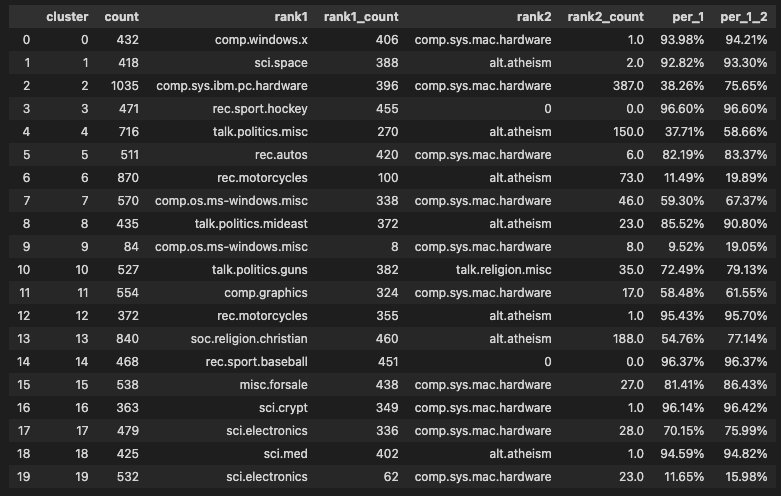 cluster count rank1 rank1_count rank2 rank2_count per_1 per_1_2
0 0 432 comp.windows.x 406 comp.sys.mac.hardware 1.0 93.98% 94.21%
1 1 418 sci.space 388 alt.atheism 2.0 92.82% 93.30%
2 2 1035 comp.sys.ibm.pc.hardware 396 comp.sys.mac.hardware 387.0 38.26% 75.65%
3 3 471 rec.sport.hockey 455 0 0.0 96.60% 96.60%
4 4 716 talk.politics.misc 270 alt.atheism 150.0 37.71% 58.66%
5 5 511 rec.autos 420 comp.sys.mac.hardware 6.0 82.19% 83.37%
6 6 870 rec.motorcycles 100 alt.atheism 73.0 11.49% 19.89%
7 7 570 comp.os.ms-windows.misc 338 comp.sys.mac.hardware 46.0 59.30% 67.37%
8 8 435 talk.politics.mideast 372 alt.atheism 23.0 85.52% 90.80%
9 9 84 comp.os.ms-windows.misc 8 comp.sys.mac.hardware 8.0 9.52% 19.05%
10 10 527 talk.politics.guns 382 talk.religion.misc 35.0 72.49% 79.13%
11 11 554 comp.graphics 324 comp.sys.mac.hardware 17.0 58.48% 61.55%
12 12 372 rec.motorcycles 355 alt.atheism 1.0 95.43% 95.70%
13 13 840 soc.religion.christian 460 alt.atheism 188.0 54.76% 77.14%
14 14 468 rec.sport.baseball 451 0 0.0 96.37% 96.37%
15 15 538 misc.forsale 438 comp.sys.mac.hardware 27.0 81.41% 86.43%
16 16 363 sci.crypt 349 comp.sys.mac.hardware 1.0 96.14% 96.42%
17 17 479 sci.electronics 336 comp.sys.mac.hardware 28.0 70.15% 75.99%
18 18 425 sci.med 402 alt.atheism 1.0 94.59% 94.82%
19 19 532 sci.electronics 62 comp.sys.mac.hardware 23.0 11.65% 15.98%